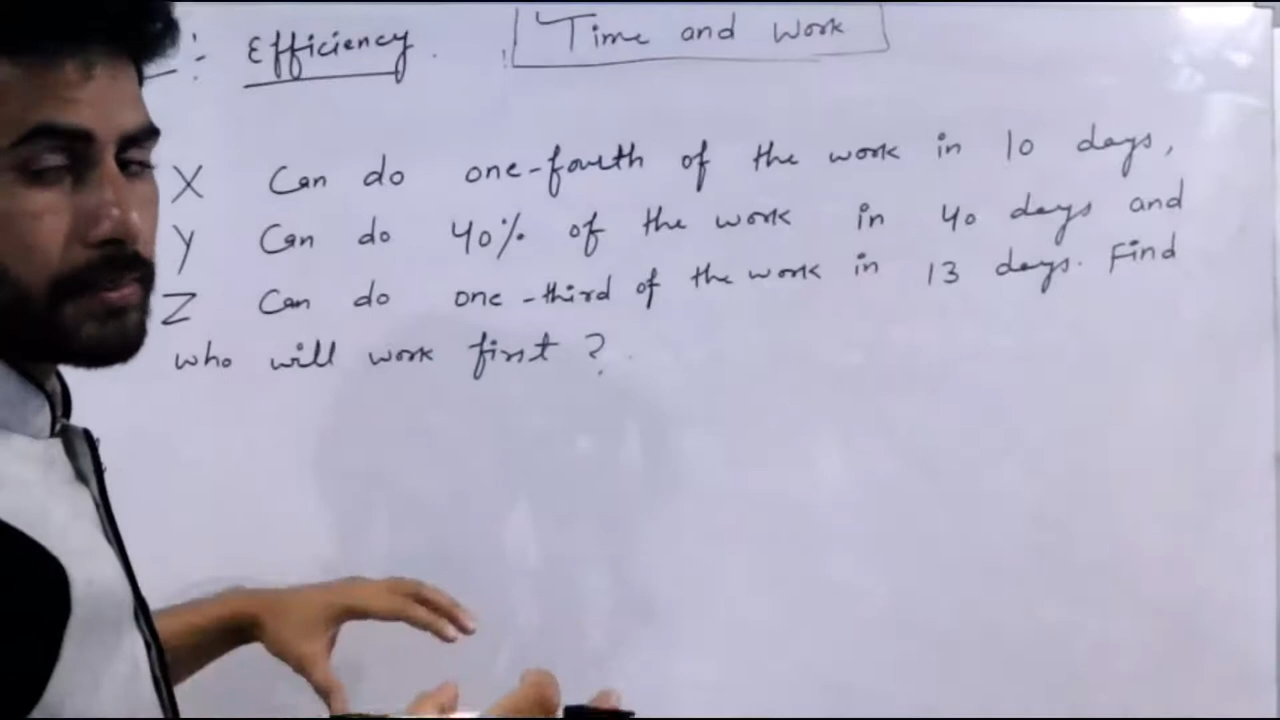 Efficiency.
Time and Work
X Can do one-fourth of the work in 10 days,
Y Can do 40% of the work in 40 days and
Z Can do one-third of the work in 13 days. Find
who will work first?